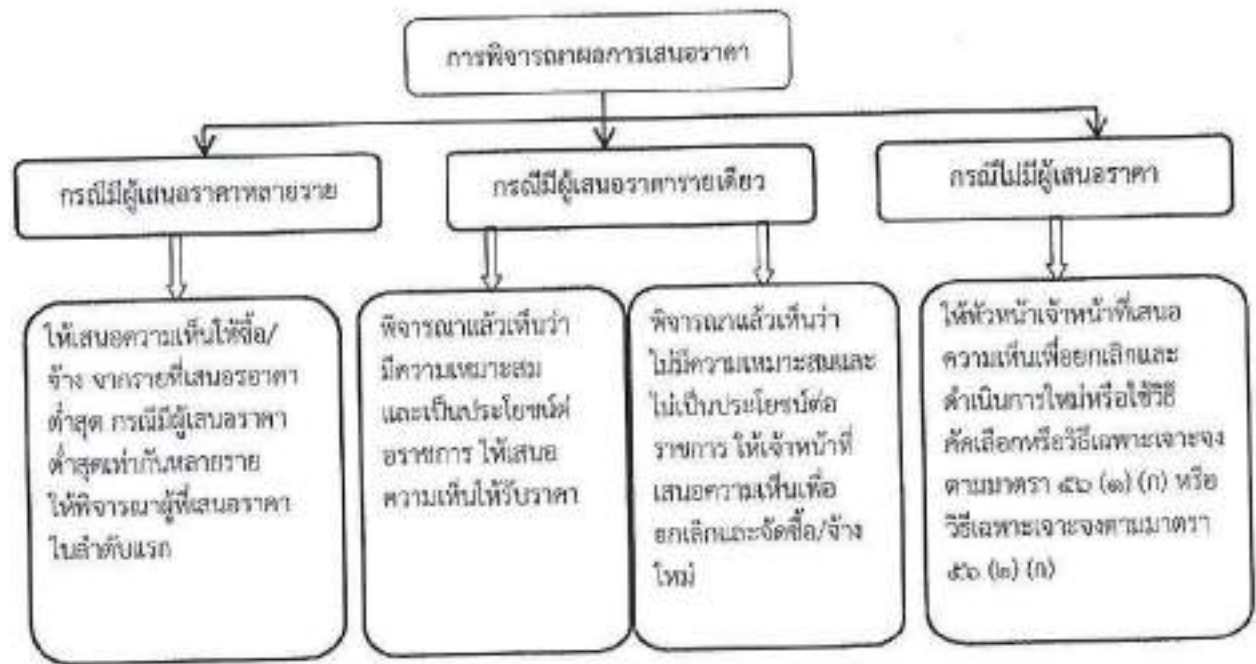 การพิจารณาผลการเสนอราคา
กรณีมีผู้เสนอราคาหลายราย
กรณีมีผู้เสนอราคารายเดียว
กรณีไม่มีผู้เสนอราคา
ให้เสนอความเห็นให้ซื้อ/
จ้าง จากรายที่เสนอรอาคา
ต่ำสุด กรณีมีผู้เสนอราคา
ต่ำสุดเท่ากันหลายราย
ให้พิจารณาผู้ที่เสนอราคา
ในลำดับแรก
พิจารณาแล้วเห็นว่า
มีความเหมาะสม
และเป็นประโยชน์ต่
อราชการ ให้เสนอ
ความเห็นให้รับราคา
พิจารณาแล้วเห็นว่า
ไม่มีความเหมาะสมและ
ไม่เป็นประโยชน์ต่อ
ราชการ ให้เจ้าหน้าที่
เสนอความเห็นเพื่อ
ยกเลิกและจัดซื้อ/จ้าง
ใหม่
ให้หัวหน้าเจ้าหน้าที่เสนอ
ความเห็นเพื่อยกเลิกและ
ดำเนินการใหม่หรือใช้วิธี
คัดเลือกหรือวิธีเฉพาะเจาะจง
ตามมาตรา ๕๖ (๑) (ก) หรือ
วิธีเฉพาะเจาะจงตามมาตรา
๕๖ (๒) (ก)